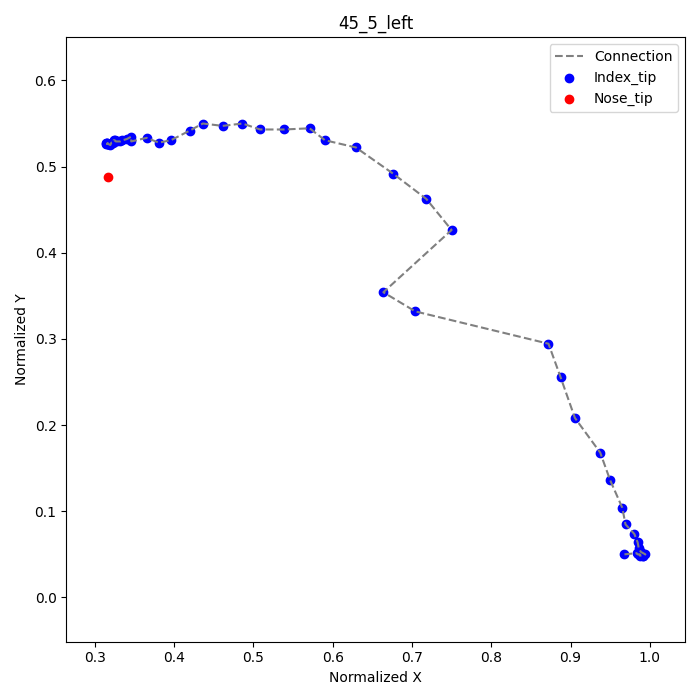 45_5_left
Connection
Index_tip
Nose_tip
0.6
0.5
0.4
0.3
0.2
0.1
0.0
Normalized Y
0.3 0.4 0.5 0.6 0.7 0.8 0.9 1.0
Normalized X